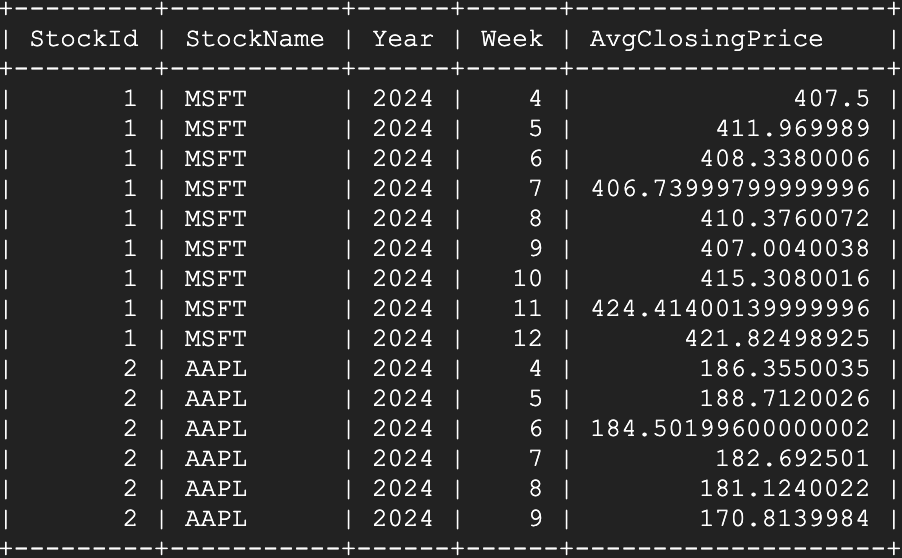 +----------+------------+------+------+--------------------+
| StockId | StockName | Year | Week | AvgClosingPrice |
+----------+------------+------+------+--------------------+
| 1 | MSFT | 2024 | 4 | 407.5 |
| 1 | MSFT | 2024 | 5 | 411.969989 |
| 1 | MSFT | 2024 | 6 | 408.3380006 |
| 1 | MSFT | 2024 | 7 | 406.73999799999996 |
| 1 | MSFT | 2024 | 8 | 410.3760072 |
| 1 | MSFT | 2024 | 9 | 407.0040038 |
| 1 | MSFT | 2024 | 10 | 415.3080016 |
| 1 | MSFT | 2024 | 11 | 424.41400139999996 |
| 1 | MSFT | 2024 | 12 | 421.82498925 |
| 2 | AAPL | 2024 | 4 | 186.3550035 |
| 2 | AAPL | 2024 | 5 | 188.7120026 |
| 2 | AAPL | 2024 | 6 | 184.50199600000002 |
| 2 | AAPL | 2024 | 7 | 182.692501 |
| 2 | AAPL | 2024 | 8 | 181.1240022 |
| 2 | AAPL | 2024 | 9 | 170.8139984 |
+----------+------------+------+------+--------------------+